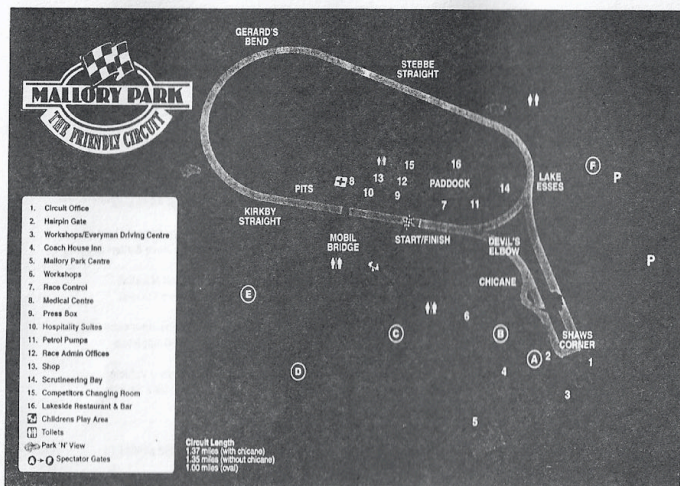 GERARD'S
BEND
STEBBE
STRAIGHT
MALLORY PARK
THE FRIENDLY CIRCUIT
F
P
15
16
8
13
12
PADDOCK
14
LAKE
ESSES
PITS
10
9
7
11
KIRKBY
STRAIGHT
MOBIL
BRIDGE
START/FINISH
DEVIL'S
ELBOW
P
CHICANE
E
6
C
B
SHAWS
CORNER
A
2
1
D
4
3
5
1. Circuit Office
2. Hairpin Gate
3. Workshops/Everyman Driving Centre
4. Coach House Inn
5. Mallory Park Centre
6. Workshops
7. Race Control
8. Medical Centre
9. Press Box
10. Hospitality Suites
11. Petrol Pumps
12. Race Admin Offices
13. Shop
14. Scrutineering Bay
15. Competitors Changing Room
16. Lakeside Restaurant & Bar
Childrens Play Area
Toilets
Park 'N' View
A → F Spectator Gates
Circuit Length
1.37 miles (with chicane)
1.35 miles (without chicane)
1.00 miles (oval)